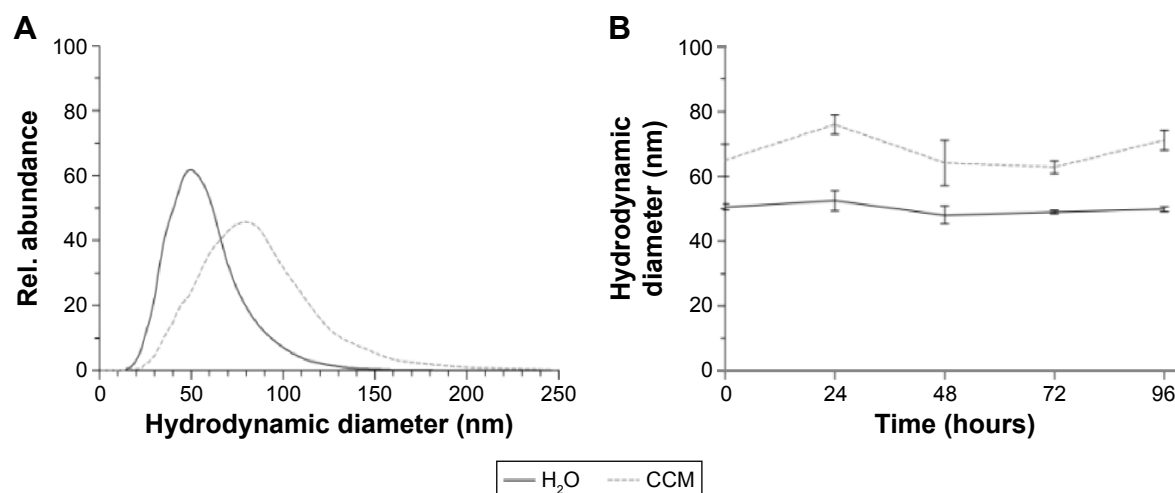 A
100
80
60
40
20
0
Rel. abundance
0 50 100 150 200 250
Hydrodynamic diameter (nm)
B
100
80
60
40
20
0
Hydrodynamic
diameter (nm)
0 24 48 72 96
Time (hours)
H₂O CCM